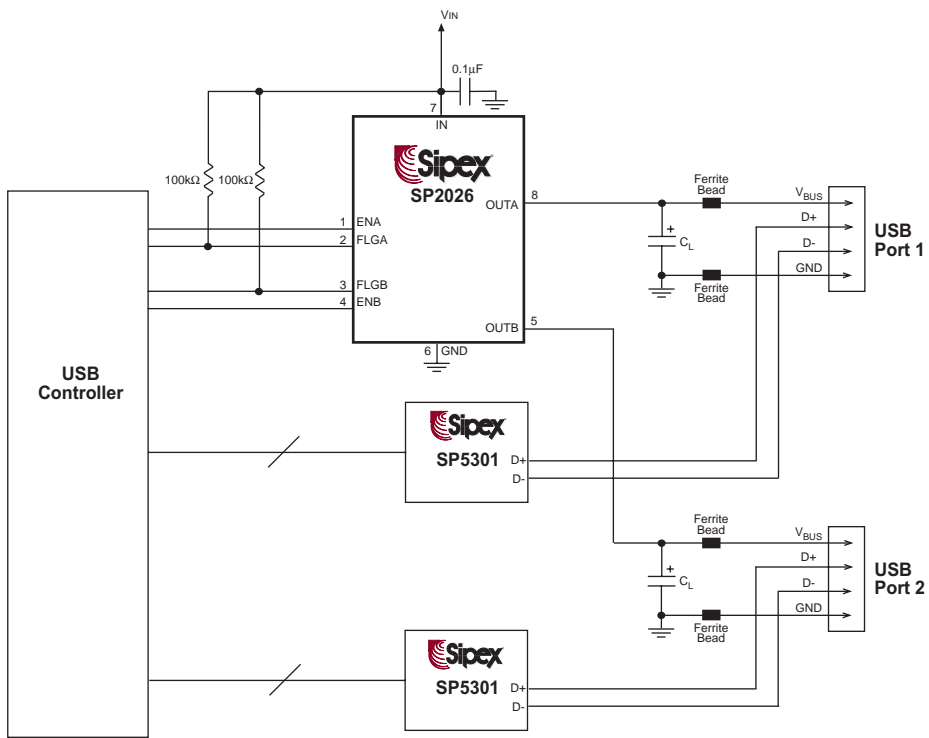 VIN
0.1µF
7
IN
Sipex
SP2026
100kΩ
100kΩ
1 ENA
2 FLGA
3 FLGB
4 ENB
OUTA 8
OUTB 5
6 GND
USB
Controller
Ferrite
Bead
VBUS
D+
D-
GND
CL
Ferrite
Bead
USB
Port 1
Sipex
SP5301
D+
D-
Ferrite
Bead
VBUS
D+
D-
GND
CL
Ferrite
Bead
USB
Port 2
Sipex
SP5301
D+
D-